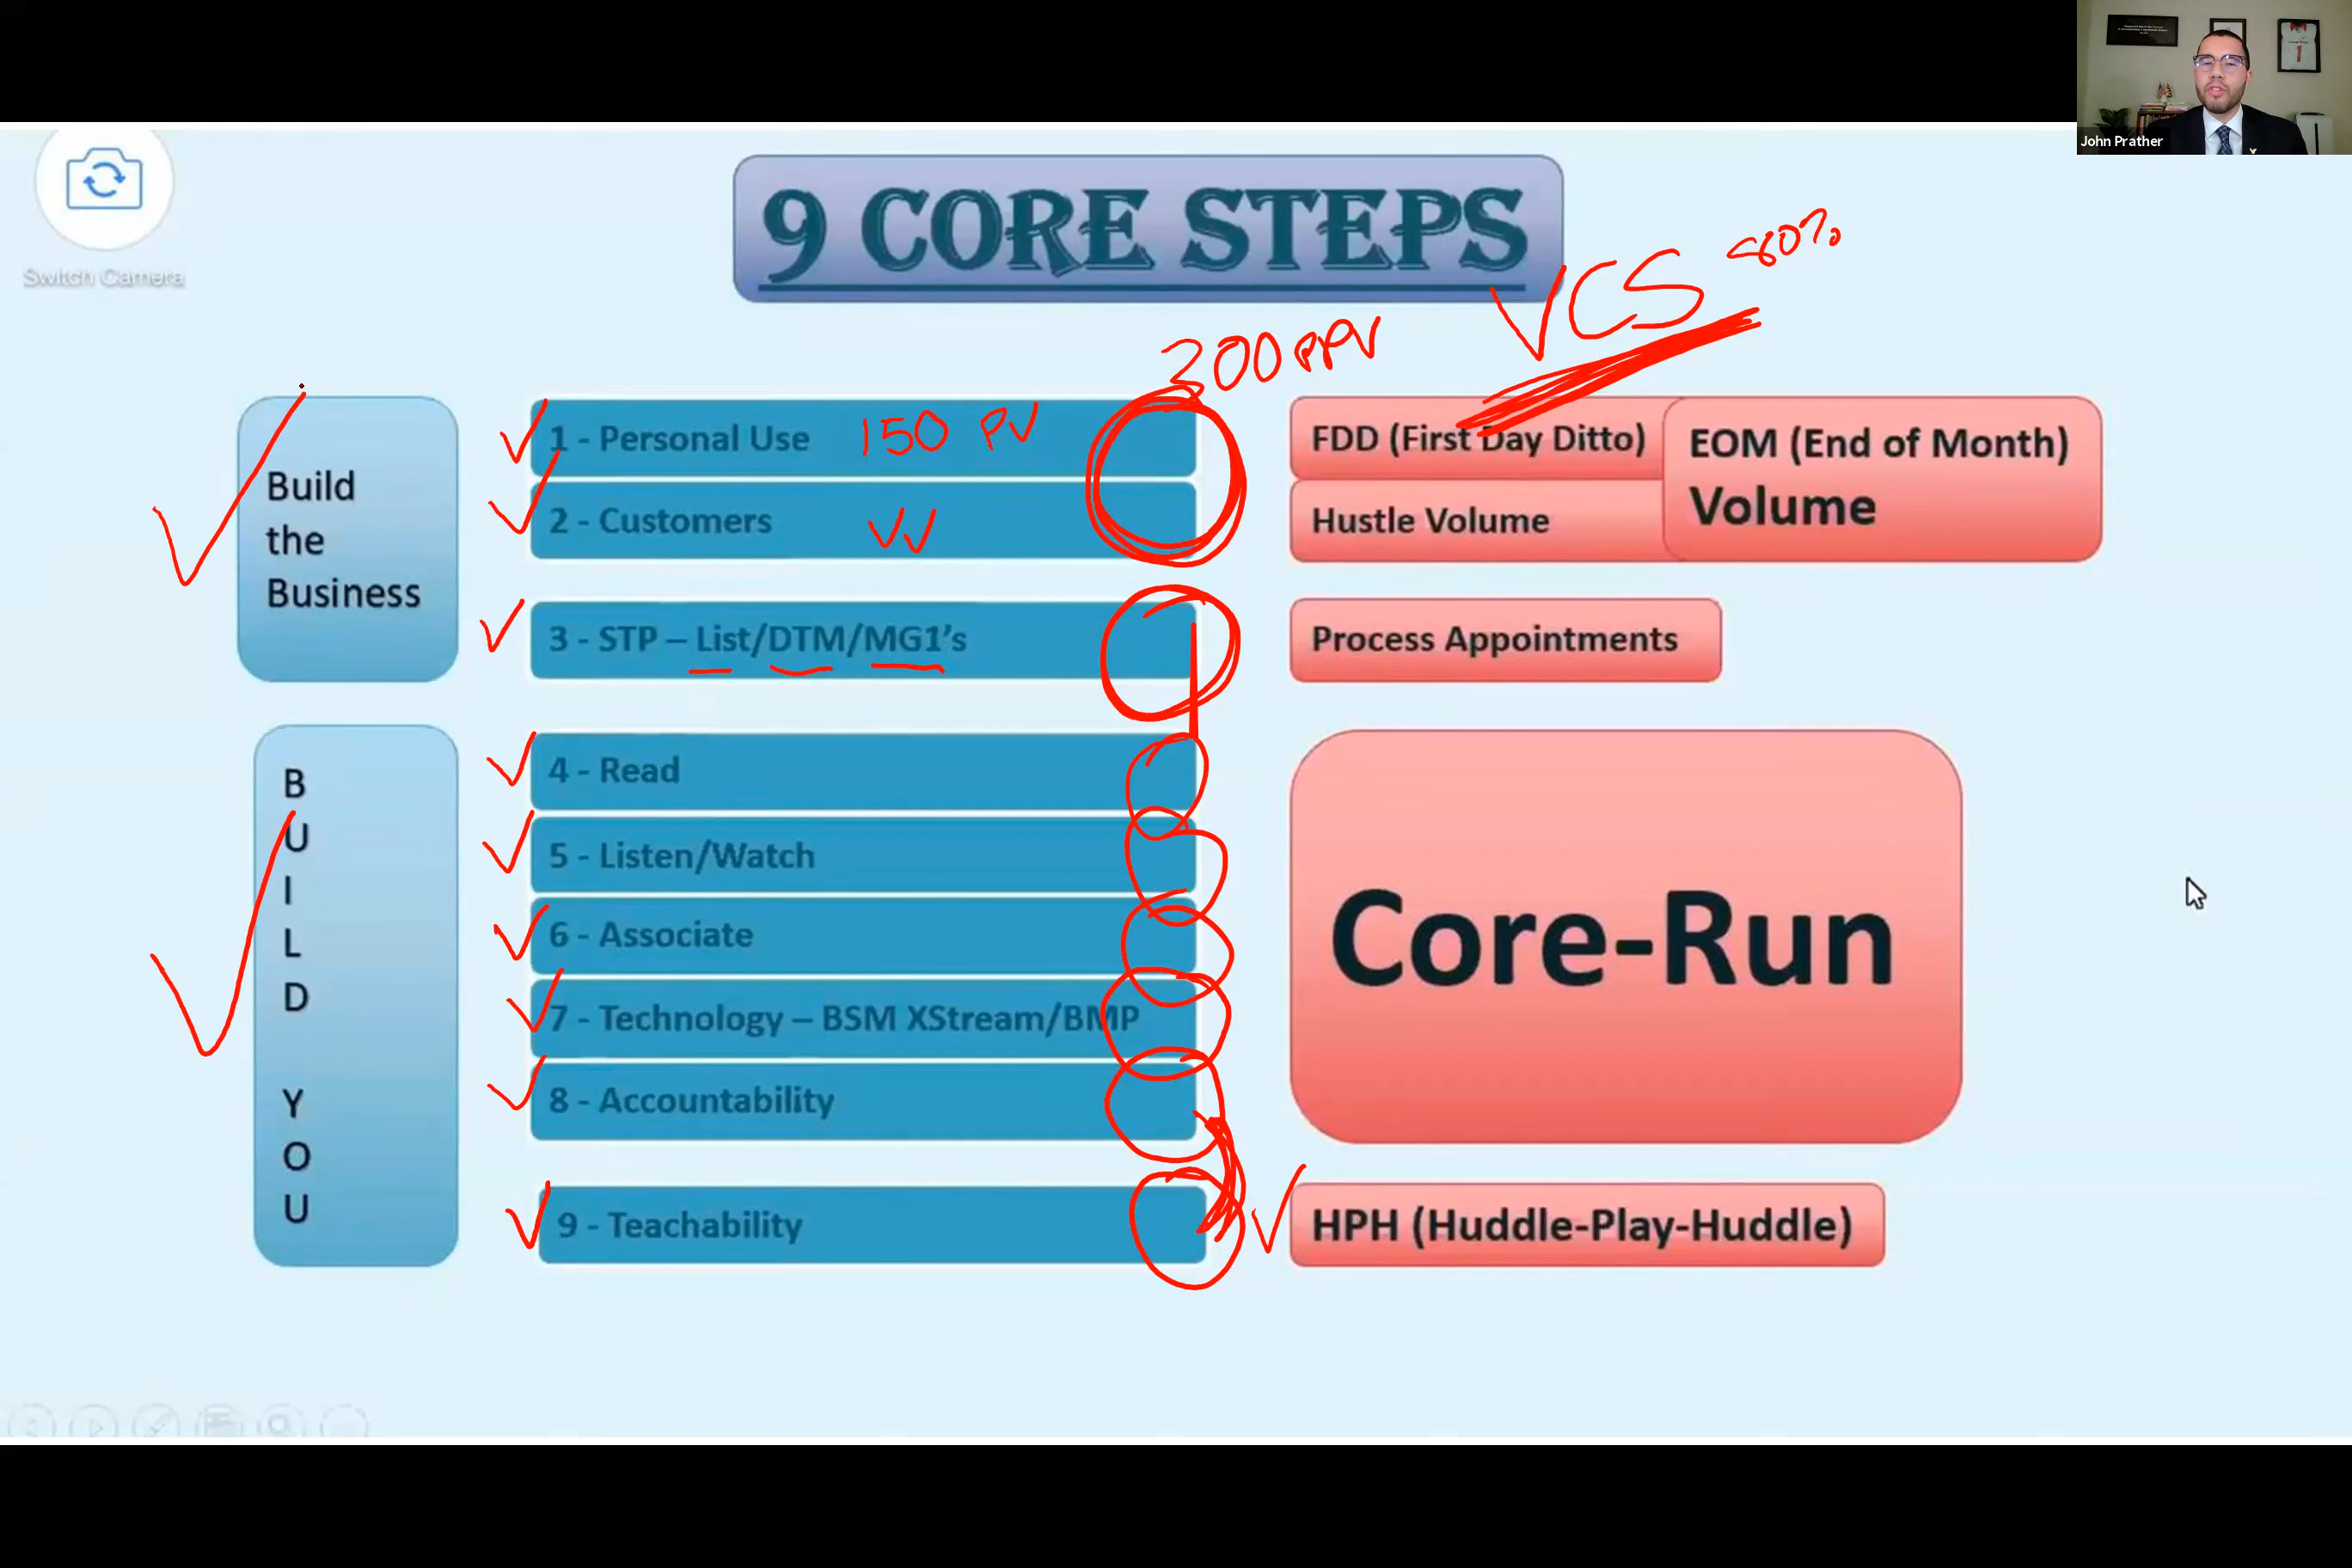 John Prather
Switch Camera
9 CORE STEPS
VCS
300 PPV
Build
the
Business
1 - Personal Use 150 PV
2 - Customers
3 - STP – List/DTM/MG1's
FDD (First Day Ditto)
Hustle Volume
EOM (End of Month)
Volume
Process Appointments
BUILD
YOU
4 - Read
5 - Listen/Watch
6 - Associate
7 - Technology – BSM XStream/BMP
8 - Accountability
9 - Teachability
Core-Run
HPH (Huddle-Play-Huddle)